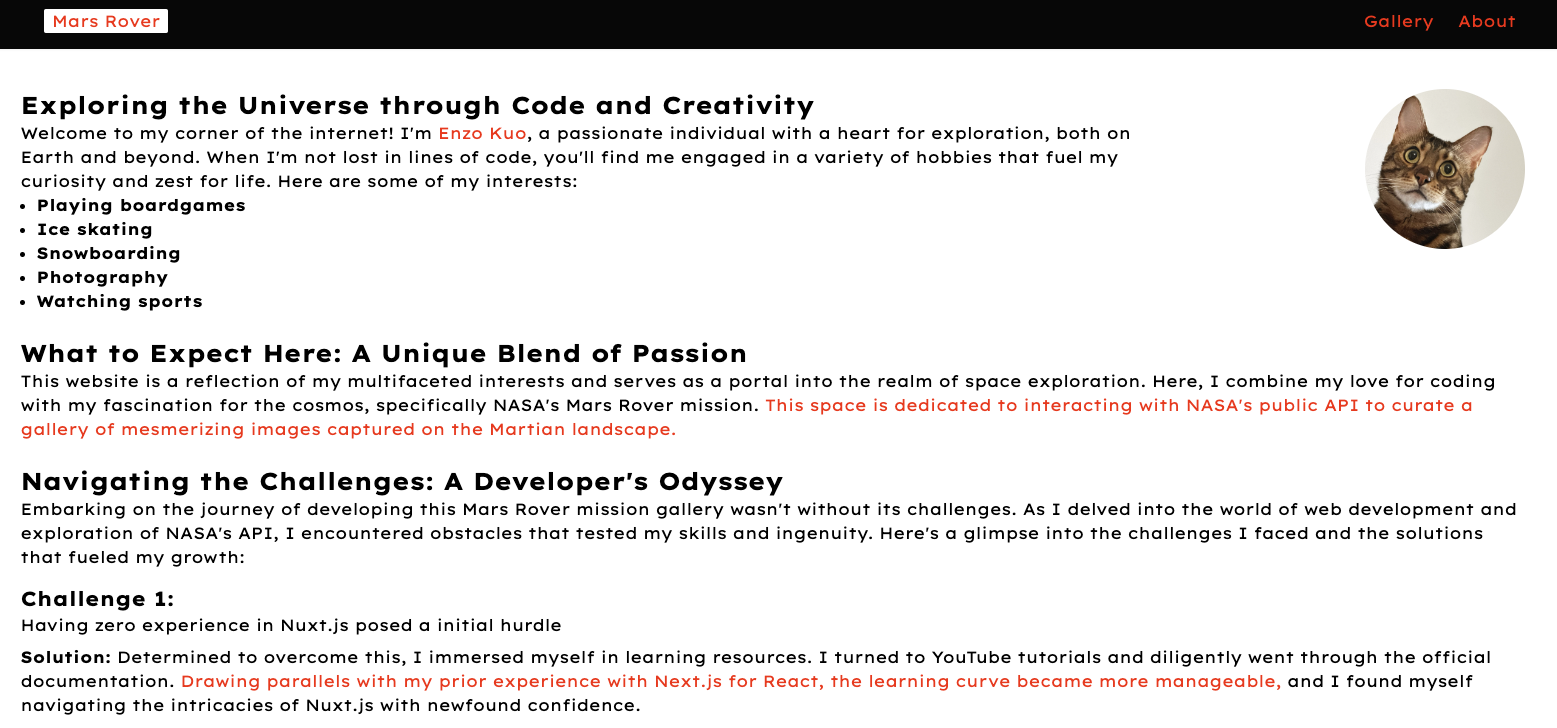 Mars Rover
Gallery
About
Exploring the Universe through Code and Creativity
Welcome to my corner of the internet! I'm Enzo Kuo, a passionate individual with a heart for exploration, both on
Earth and beyond. When I'm not lost in lines of code, you'll find me engaged in a variety of hobbies that fuel my
curiosity and zest for life. Here are some of my interests:
• Playing boardgames
• Ice skating
• Snowboarding
• Photography
• Watching sports
What to Expect Here: A Unique Blend of Passion
This website is a reflection of my multifaceted interests and serves as a portal into the realm of space exploration. Here, I combine my love for coding
with my fascination for the cosmos, specifically NASA's Mars Rover mission. This space is dedicated to interacting with NASA's public API to curate a
gallery of mesmerizing images captured on the Martian landscape.
Navigating the Challenges: A Developer's Odyssey
Embarking on the journey of developing this Mars Rover mission gallery wasn't without its challenges. As I delved into the world of web development and
exploration of NASA's API, I encountered obstacles that tested my skills and ingenuity. Here's a glimpse into the challenges I faced and the solutions
that fueled my growth:
Challenge 1:
Having zero experience in Nuxt.js posed a initial hurdle
Solution: Determined to overcome this, I immersed myself in learning resources. I turned to YouTube tutorials and diligently went through the official
documentation. Drawing parallels with my prior experience with Next.js for React, the learning curve became more manageable, and I found myself
navigating the intricacies of Nuxt.js with newfound confidence.